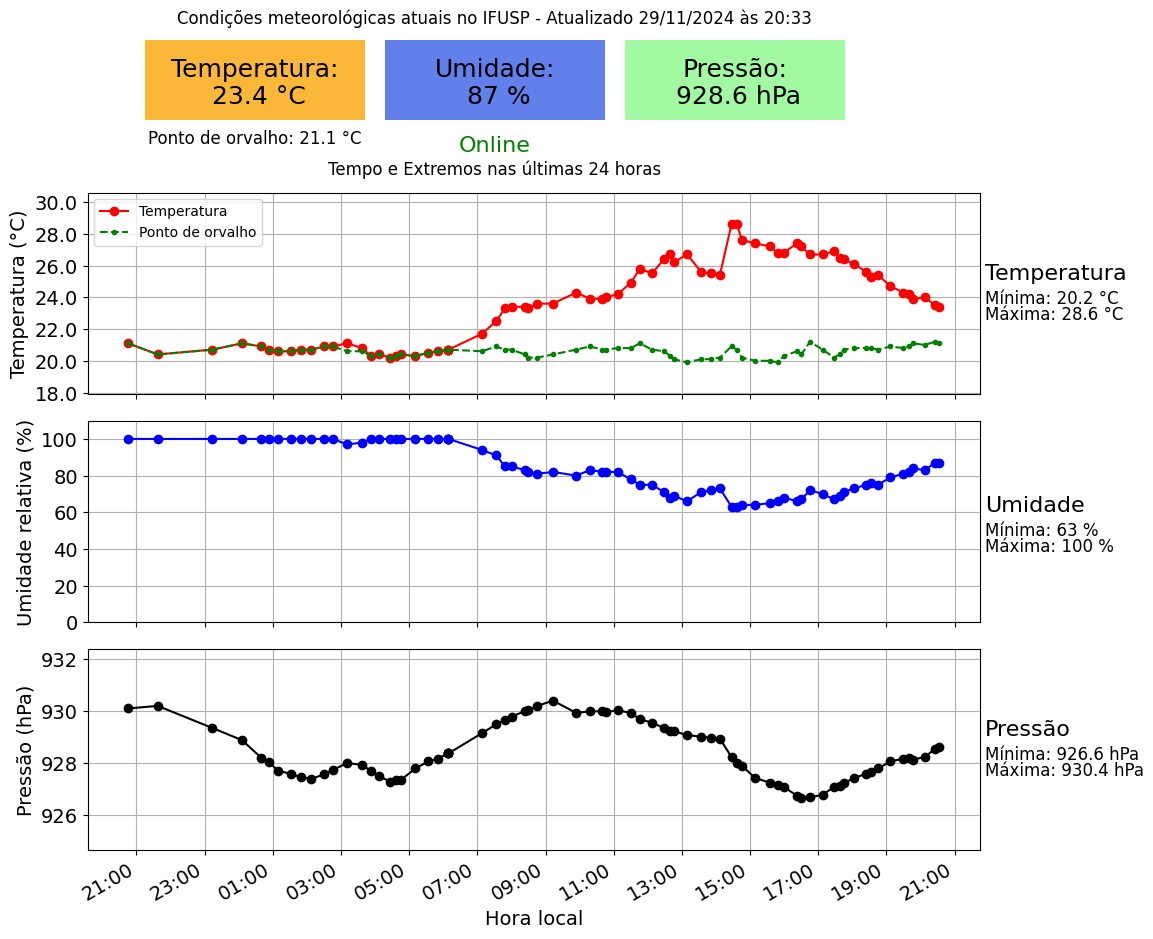 Condições meteorológicas atuais no IFUSP - Atualizado 29/11/2024 às 20:33
Temperatura:
23.4 °C
Umidade:
87 %
Pressão:
928.6 hPa
Ponto de orvalho: 21.1 °C
Online
Tempo e Extremos nas últimas 24 horas
Temperatura (°C)
30.0
28.0
26.0
24.0
22.0
20.0
18.0
Temperatura
Ponto de orvalho
Temperatura
Mínima: 20.2 °C
Máxima: 28.6 °C
Umidade relativa (%)
100
80
60
40
20
0
Umidade
Mínima: 63 %
Máxima: 100 %
Pressão (hPa)
932
930
928
926
Pressão
Mínima: 926.6 hPa
Máxima: 930.4 hPa
21:00 23:00 01:00 03:00 05:00 07:00 09:00 11:00 13:00 15:00 17:00 19:00 21:00
Hora local